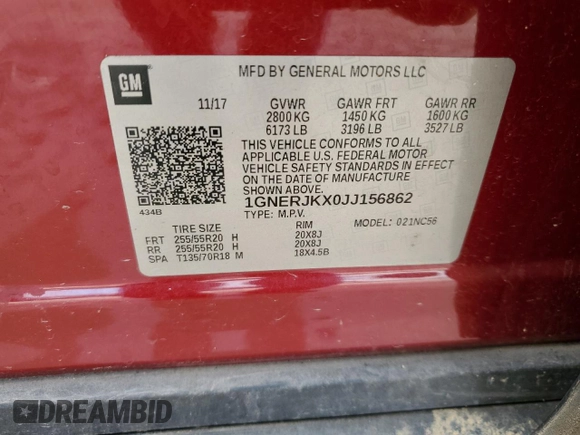 GM
MFD BY GENERAL MOTORS LLC
11/17 GVWR GAWR FRT GAWR RR
2800 KG 1450 KG 1600 KG
6173 LB 3196 LB 3527 LB
THIS VEHICLE CONFORMS TO ALL
APPLICABLE U.S. FEDERAL MOTOR
VEHICLE SAFETY STANDARDS IN EFFECT
ON THE DATE OF MANUFACTURE
SHOWN ABOVE.
1GNERJKX0JJ156862
434B
TYPE: M.P.V. MODEL: 021NC56
TIRE SIZE RIM
FRT 255/55R20 H 20X8J
RR 255/55R20 H 20X8J
SPA T135/70R18 M 18X4.5B
DREAMBID